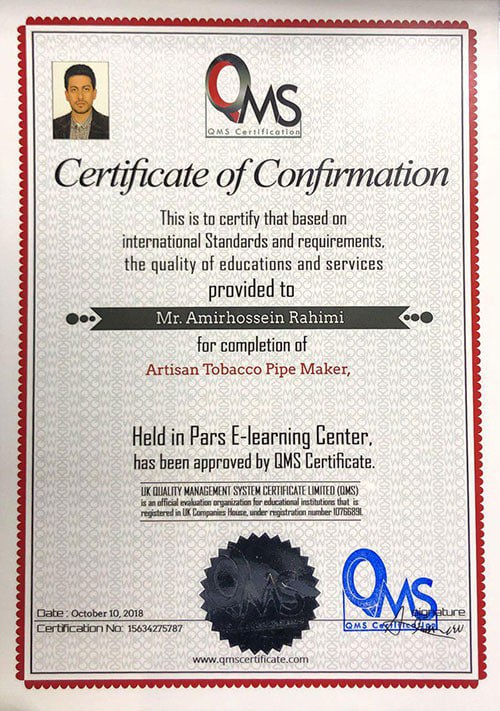 QMS
QMS Certification
Certificate of Confirmation
This is to certify that based on
international Standards and requirements,
the quality of educations and services
provided to
Mr. Amirhossein Rahimi
for completion of
Artisan Tobacco Pipe Maker,
Held in Pars E-learning Center,
has been approved by QMS Certificate.
UK QUALITY MANAGEMENT SYSTEM CERTIFICATE LIMITED (QMS)
is an official evaluation organization for educational institutions that is
registered in UK Companies House, under registration number 10766891.
QMS
QMS
Date : October 10, 2018
signature
Certification No: 15634275787
QMS Certification
www.qmscertificate.com